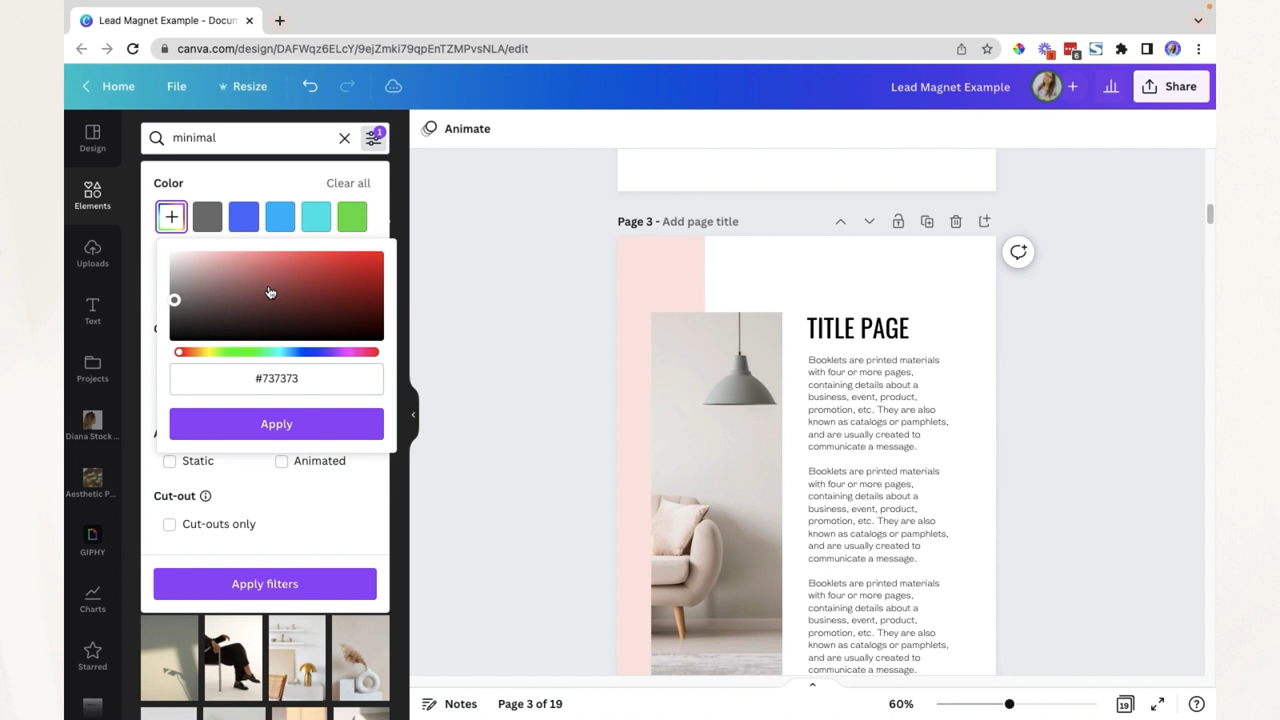 Lead Magnet Example - Docun
canva.com/design/DAFWqz6ELcY/9ejZmki79qpEnTZMPvsNLA/edit
Home
File
Resize
Lead Magnet Example
Share
Design
Elements
Uploads
Text
Projects
Diana Stock ...
Aesthetic P...
GIPHY
Charts
Starred
minimal
1
Color
Clear all
#737373
Apply
Static
Animated
Cut-out
Cut-outs only
Apply filters
Animate
Page 3 - Add page title
TITLE PAGE
Booklets are printed materials
with four or more pages,
containing details about a
business, event, product,
promotion, etc. They are also
known as catalogs or pamphlets,
and are usually created to
communicate a message.
Booklets are printed materials
with four or more pages,
containing details about a
business, event, product,
promotion, etc. They are also
known as catalogs or pamphlets,
and are usually created to
communicate a message.
Booklets are printed materials
with four or more pages,
containing details about a
business, event, product,
promotion, etc. They are also
known as catalogs or pamphlets,
and are usually created to
communicate a message.
Notes
Page 3 of 19
60%
19